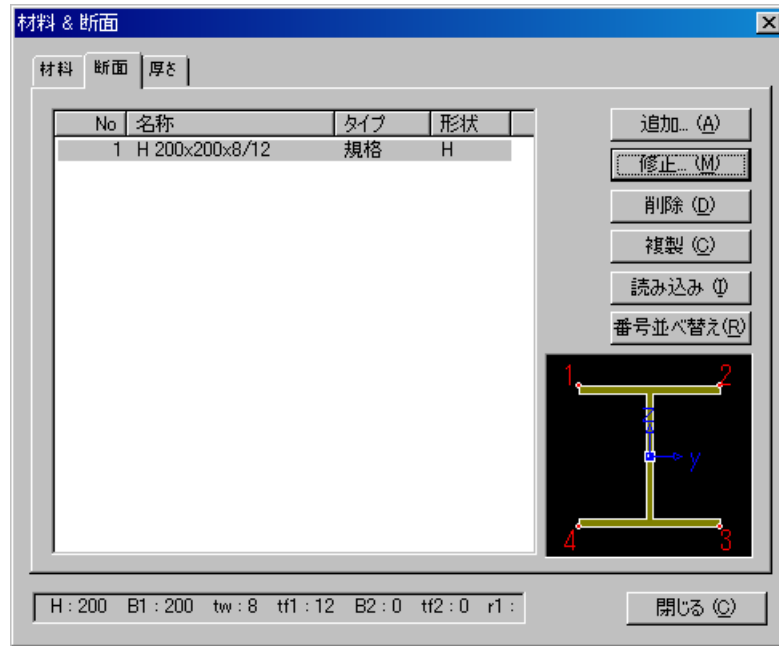 材料 & 断面
材料 断面 厚さ
No 名称 タイプ 形状
1 H 200x200x8/12 規格 H
追加... (A)
修正... (M)
削除 (D)
複製 (C)
読み込み (I)
番号並べ替え(R)
1 2
z
y
4 3
H : 200 B1 : 200 tw : 8 tf1 : 12 B2 : 0 tf2 : 0 r1 :
閉じる (C)